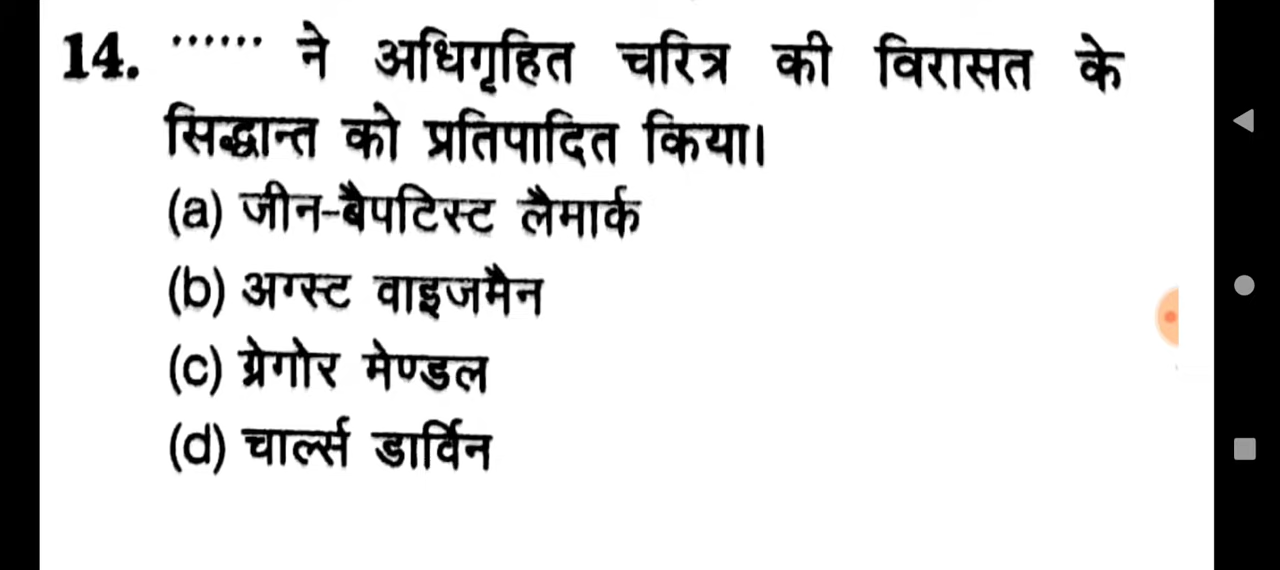 14. ...... ने अधिगृहित चरित्र की विरासत के
सिद्धान्त को प्रतिपादित किया।
(a) जीन-बैपटिस्ट लैमार्क
(b) अगस्ट वाइजमैन
(c) ग्रेगोर मेण्डल
(d) चार्ल्स डार्विन